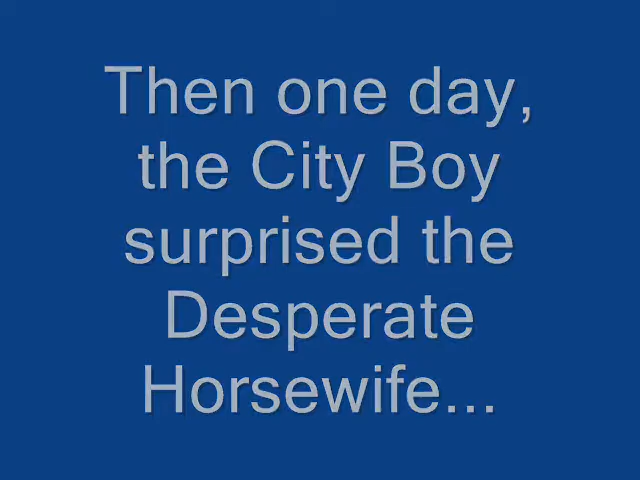 Then one day,
the City Boy
surprised the
Desperate
Horsewife...